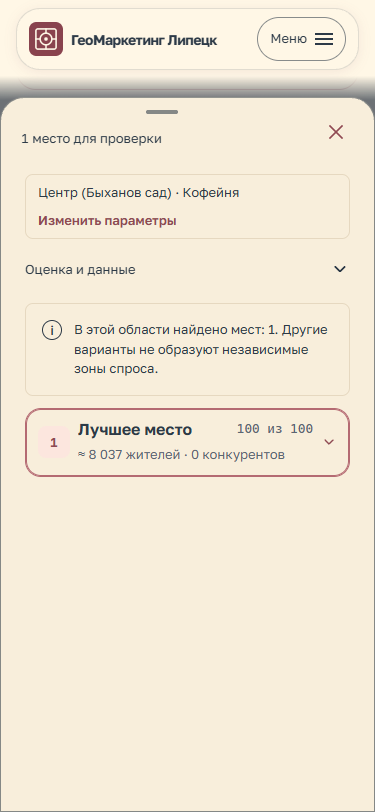 ГеоМаркетинг Липецк
Меню
1 место для проверки
Центр (Быханов сад) · Кофейня
Изменить параметры
Оценка и данные
В этой области найдено мест: 1. Другие
варианты не образуют независимые
зоны спроса.
1
Лучшее место
100 из 100
≈ 8 037 жителей · 0 конкурентов